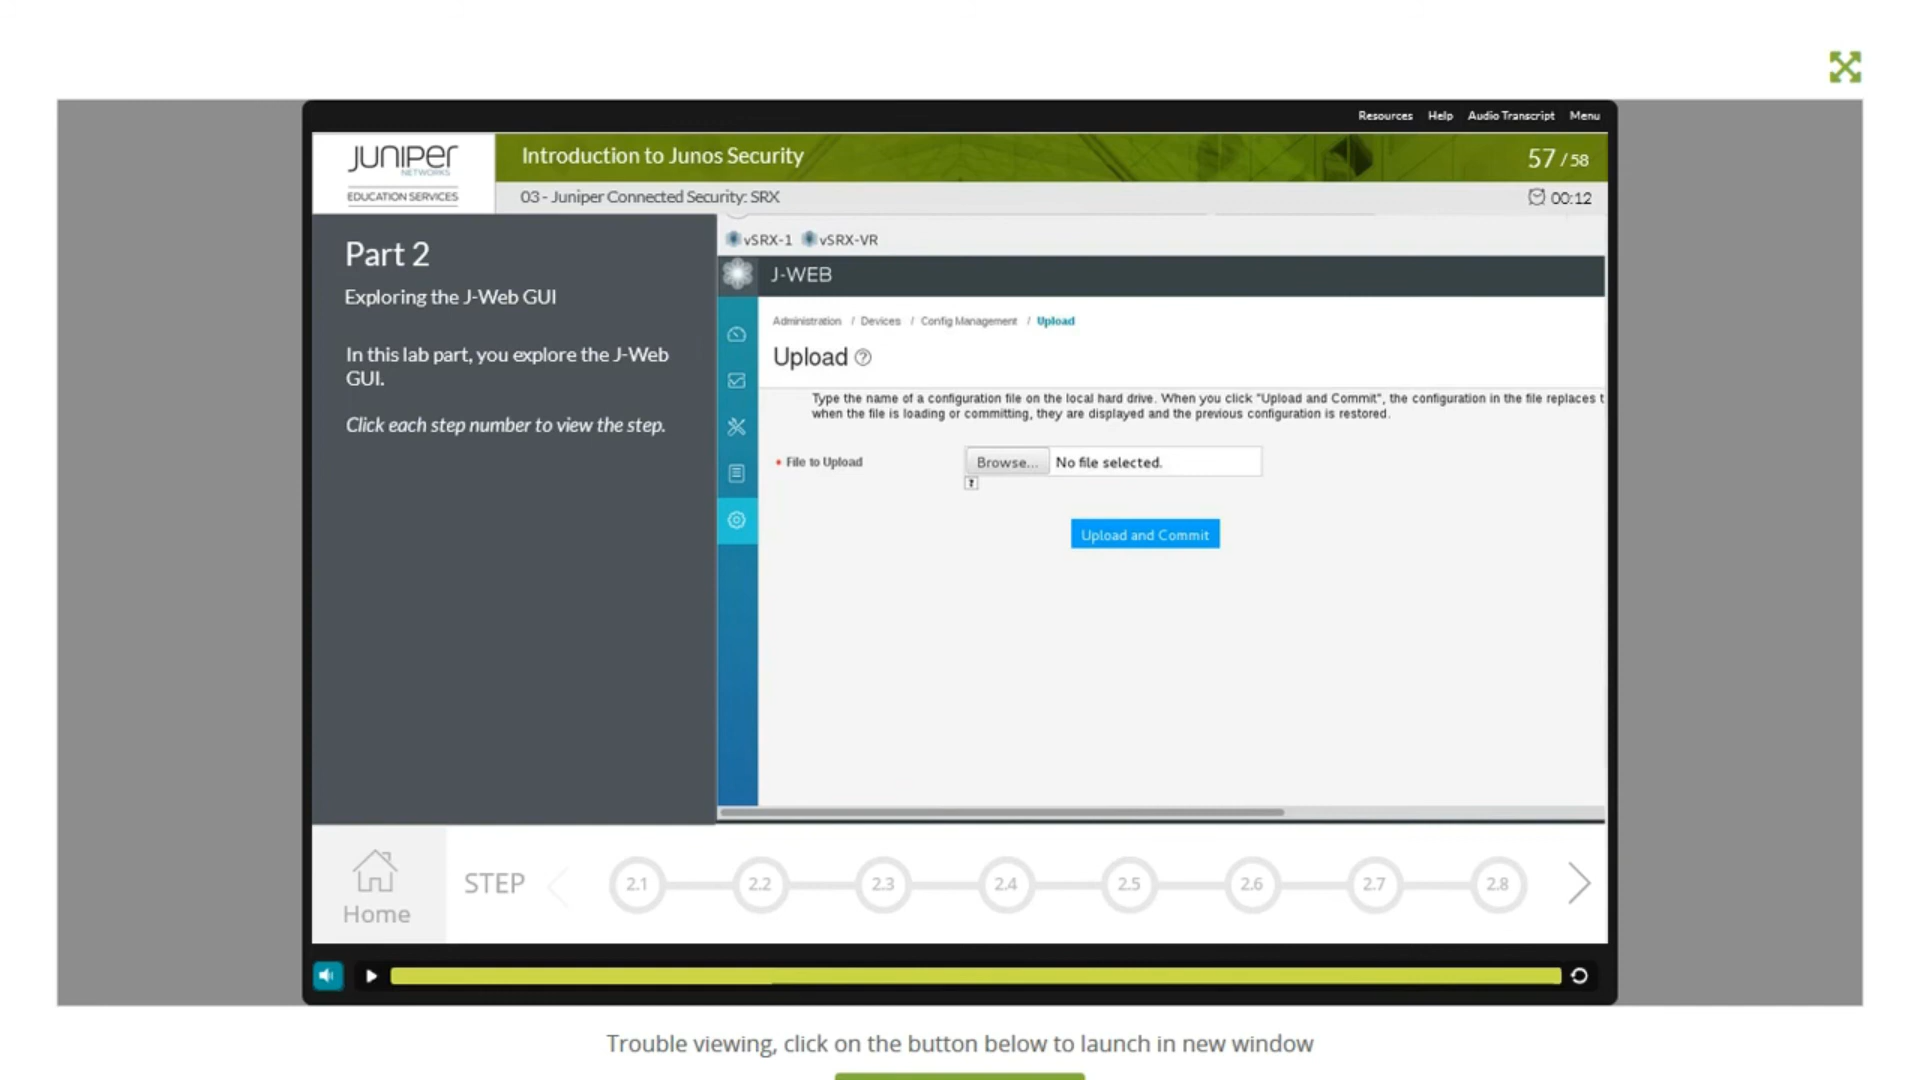 Resources Help Audio Transcript Menu
JUNIPER
NETWORKS
EDUCATION SERVICES
Introduction to Junos Security
57 / 58
03 - Juniper Connected Security: SRX
00:12
Part 2
Exploring the J-Web GUI
In this lab part, you explore the J-Web
GUI.
Click each step number to view the step.
vSRX-1 vSRX-VR
J-WEB
Administration / Devices / Config Management / Upload
Upload ?
Type the name of a configuration file on the local hard drive. When you click "Upload and Commit", the configuration in the file replaces t
when the file is loading or committing, they are displayed and the previous configuration is restored.
• File to Upload
Browse... No file selected.
?
Upload and Commit
Home
STEP
2.1 2.2 2.3 2.4 2.5 2.6 2.7 2.8
Trouble viewing, click on the button below to launch in new window